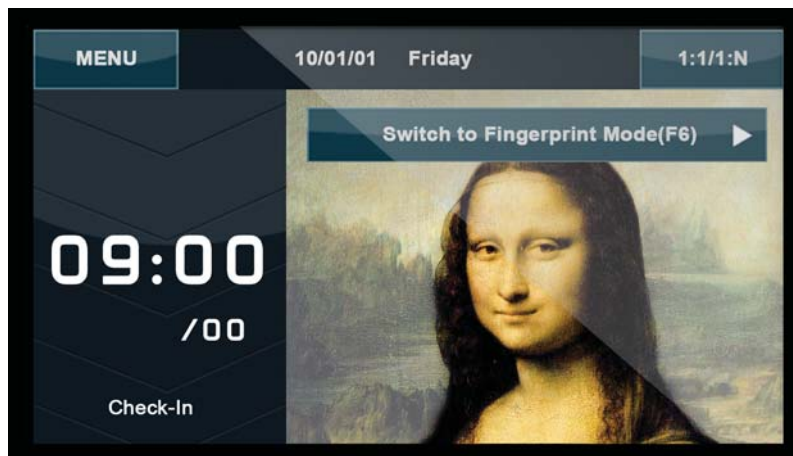 MENU
10/01/01 Friday
1:1/1:N
Switch to Fingerprint Mode(F6)
09:00
/00
Check-In